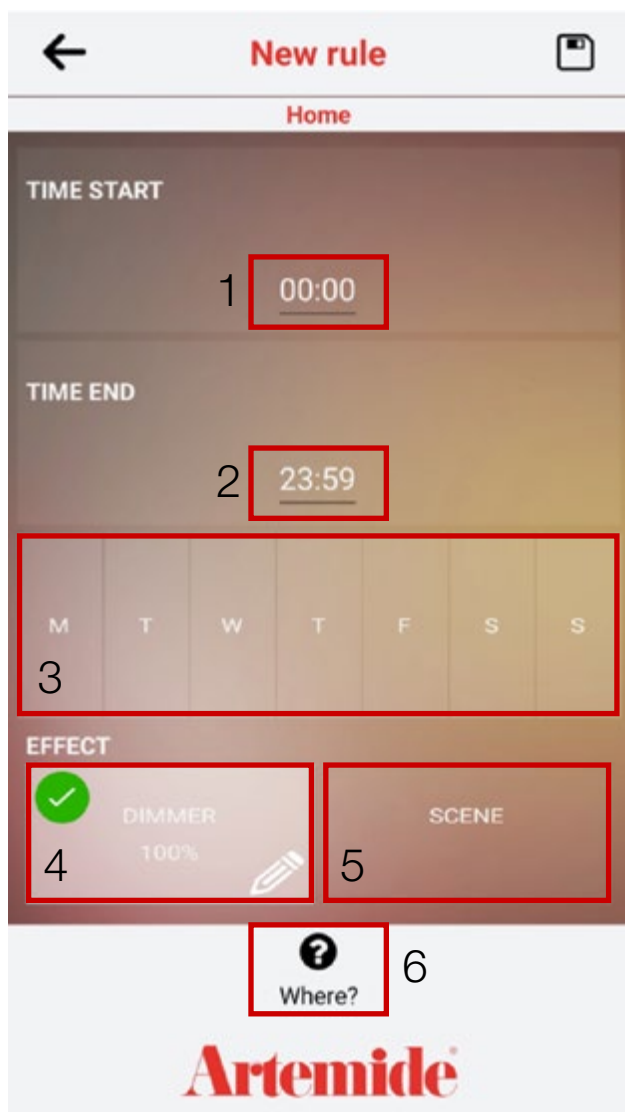 New rule
Home
TIME START
1 00:00
TIME END
2 23:59
M T W T F S S
3
EFFECT
DIMMER SCENE
4 100% 5
6
Where?
Artemide